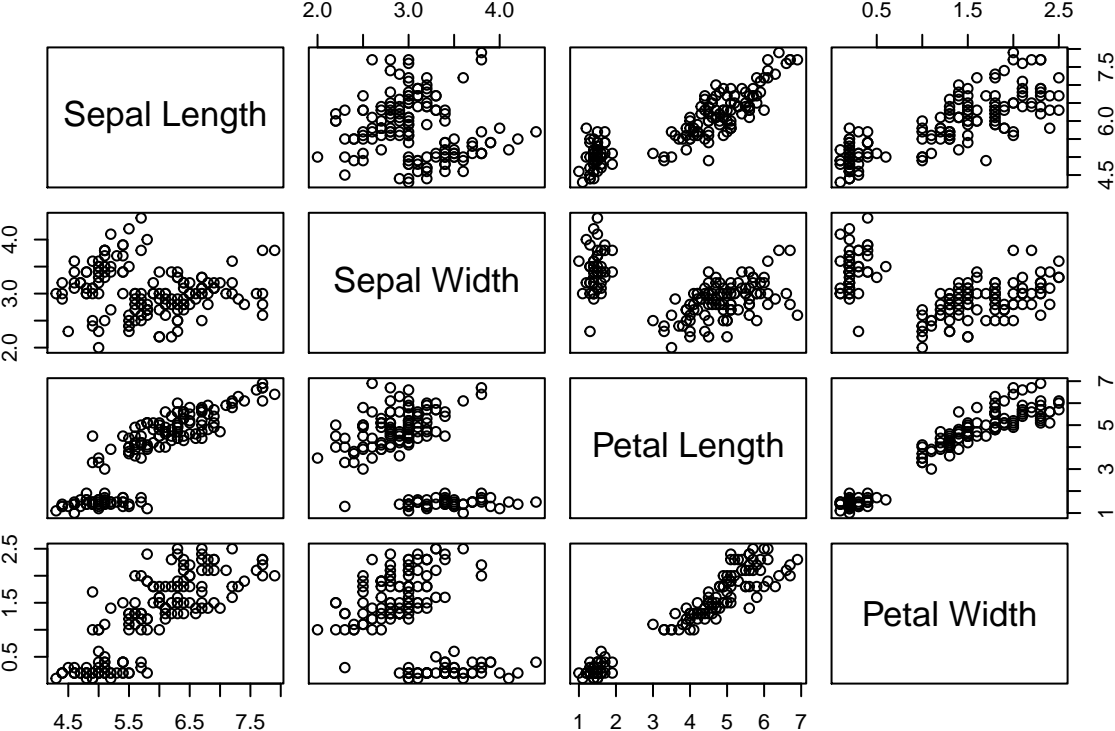 2.0 3.0 4.0
0.5 1.5 2.5
Sepal Length
4.5 6.0 7.5
2.0 3.0 4.0
Sepal Width
Petal Length
1 3 5 7
0.5 1.5 2.5
Petal Width
4.5 5.5 6.5 7.5
1 2 3 4 5 6 7